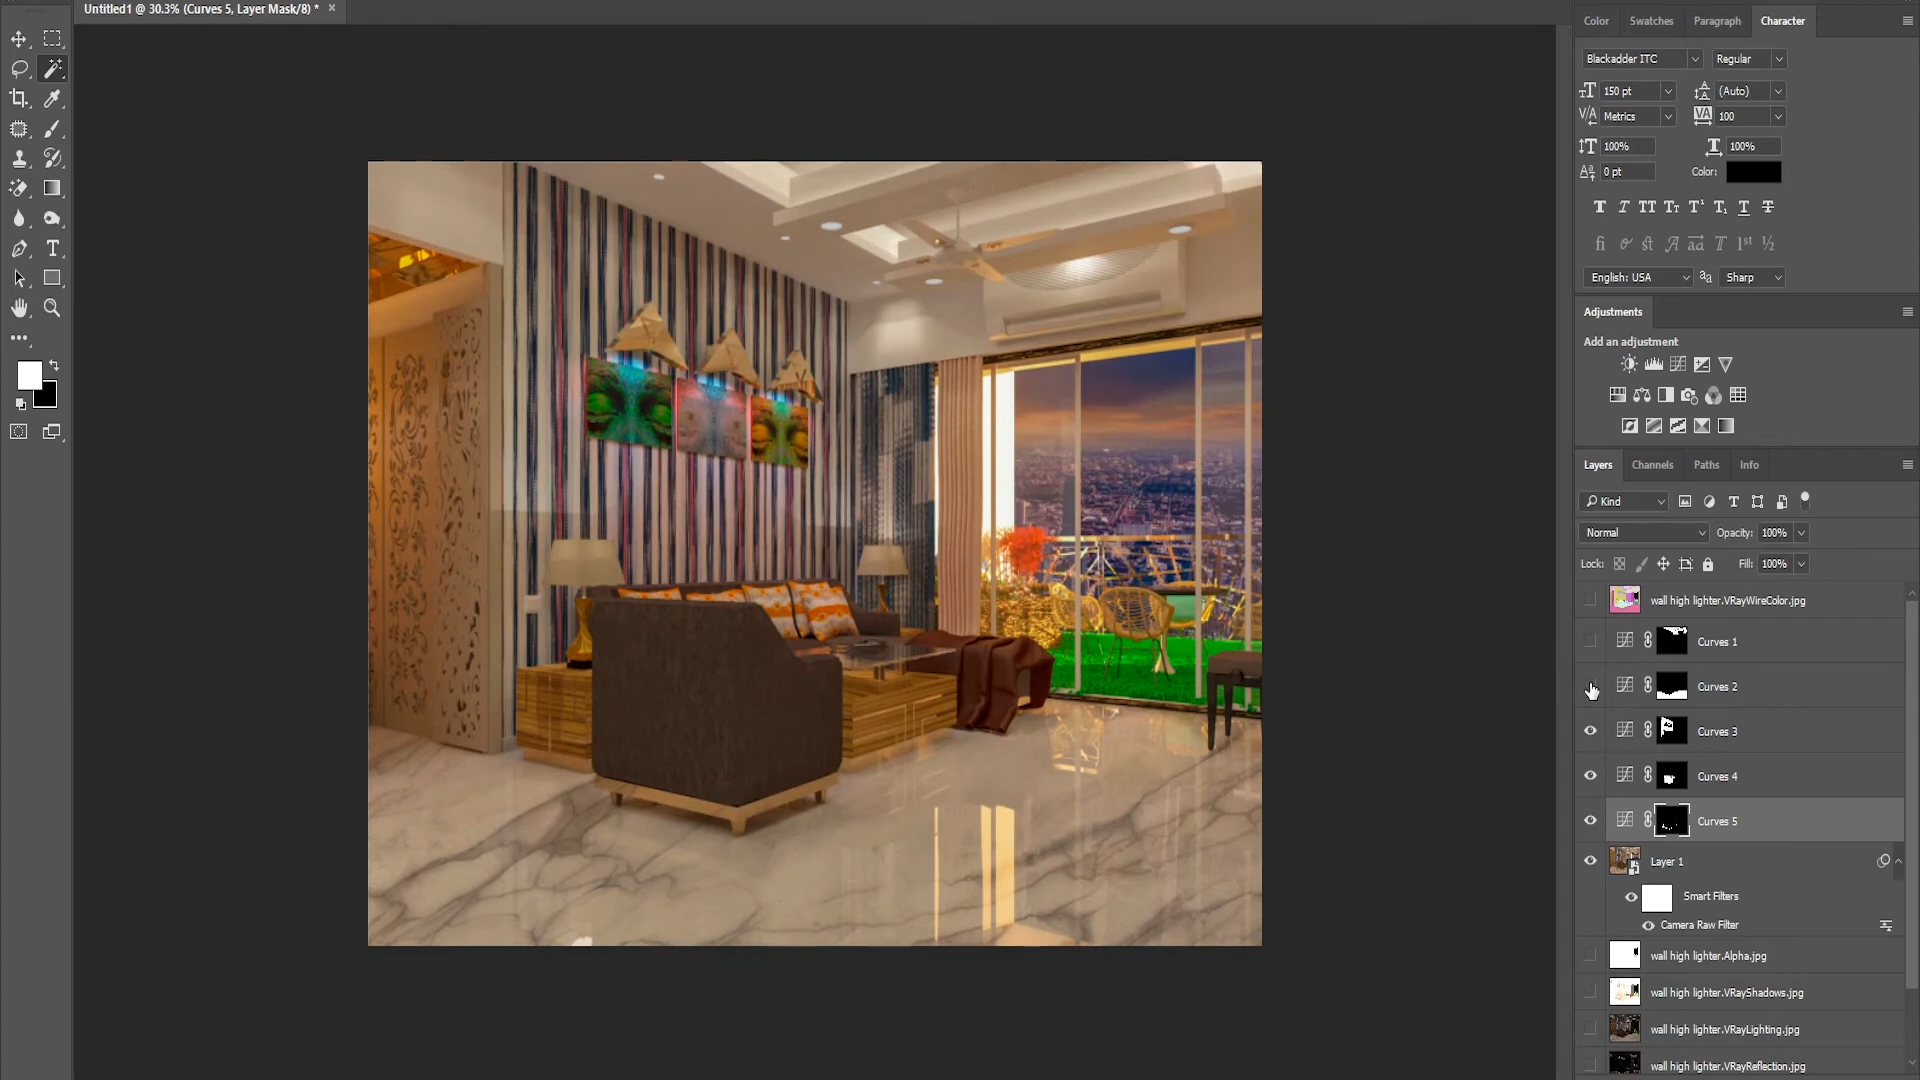 Untitled1 @ 30.3% (Curves 5, Layer Mask/8) *
Color
Swatches
Paragraph
Character
Blackadder ITC
Regular
150 pt
(Auto)
Metrics
100
100%
100%
0 pt
Color:
English: USA
Sharp
Adjustments
Add an adjustment
Layers
Channels
Paths
Info
Kind
Normal
Opacity: 100%
Lock:
Fill: 100%
wall high lighter.VRayWireColor.jpg
Curves 1
Curves 2
Curves 3
Curves 4
Curves 5
Layer 1
Smart Filters
Camera Raw Filter
wall high lighter.Alpha.jpg
wall high lighter.VRayShadows.jpg
wall high lighter.VRayLighting.jpg
wall high lighter.VRayReflection.jpg